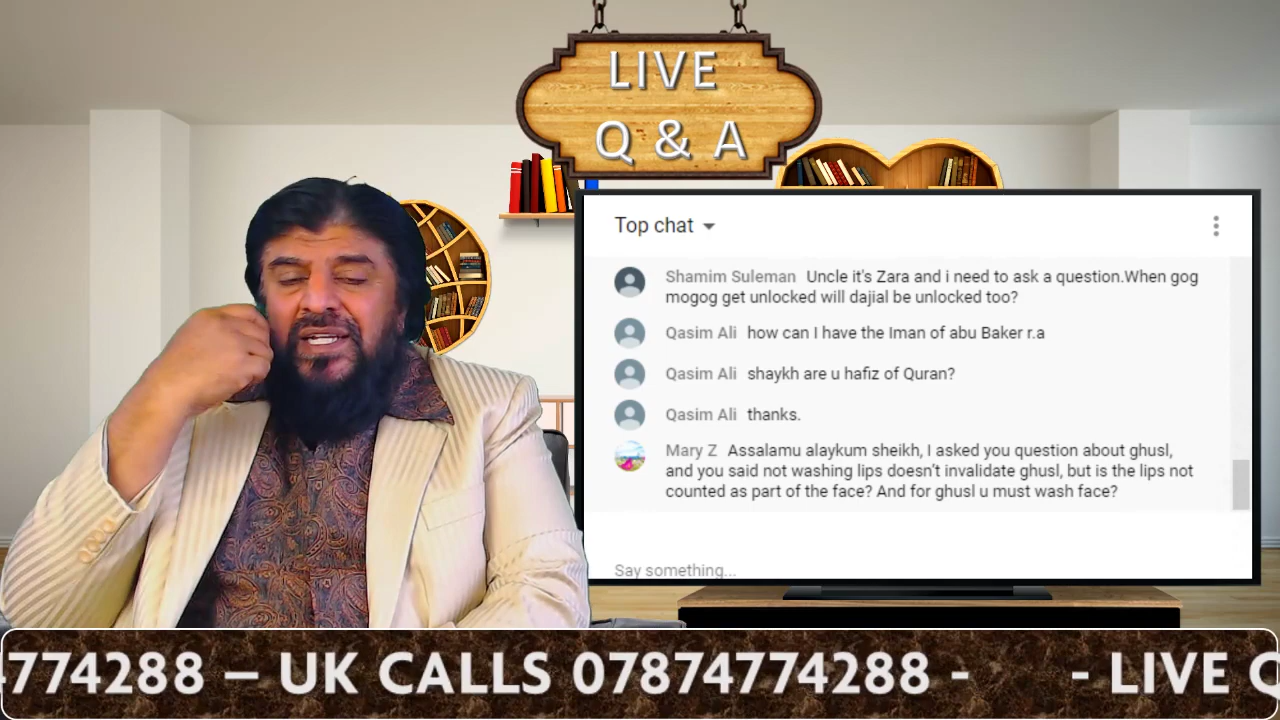 LIVE
Q & A
Top chat
Shamim Suleman Uncle it's Zara and i need to ask a question.When gog
mogog get unlocked will dajial be unlocked too?
Qasim Ali how can I have the Iman of abu Baker r.a
Qasim Ali shaykh are u hafiz of Quran?
Qasim Ali thanks.
Mary Z Assalamu alaykum sheikh, I asked you question about ghusl,
and you said not washing lips doesn’t invalidate ghusl, but is the lips not
counted as part of the face? And for ghusl u must wash face?
Say something...
774288 – UK CALLS 07874774288 - - LIVE Q